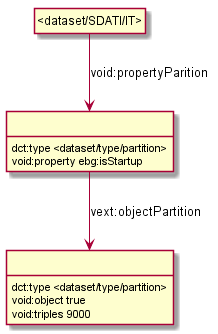 <dataset/SDATI/IT>
void:propertyParition
dct:type <dataset/type/partition>
void:property ebg:isStartup
vext:objectPartition
dct:type <dataset/type/partition>
void:object true
void:triples 9000